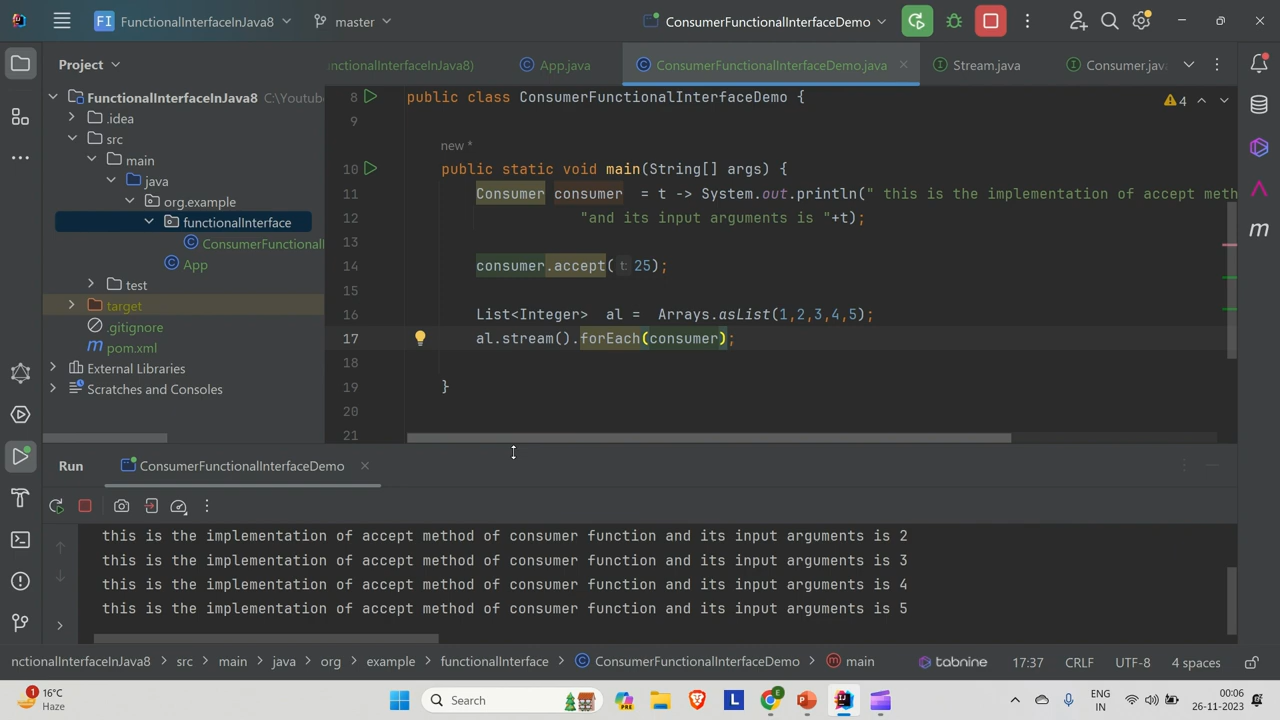 FI FunctionalInterfaceInJava8 master ConsumerFunctionalInterfaceDemo
Project
FunctionalInterfaceInJava8 C:\Youtub
.idea
src
main
java
org.example
functionalInterface
ConsumerFunctionalI
App
test
target
.gitignore
m pom.xml
External Libraries
Scratches and Consoles
nctionalInterfaceInJava8) App.java ConsumerFunctionalInterfaceDemo.java Stream.java Consumer.java
4
8 public class ConsumerFunctionalInterfaceDemo {
9
new *
10 public static void main(String[] args) {
11 Consumer consumer = t -> System.out.println(" this is the implementation of accept meth
12 "and its input arguments is "+t);
13
14 consumer.accept( t: 25);
15
16 List<Integer> al = Arrays.asList(1,2,3,4,5);
17 al.stream().forEach(consumer);
18
19 }
20
21
Run ConsumerFunctionalInterfaceDemo
this is the implementation of accept method of consumer function and its input arguments is 2
this is the implementation of accept method of consumer function and its input arguments is 3
this is the implementation of accept method of consumer function and its input arguments is 4
this is the implementation of accept method of consumer function and its input arguments is 5
nctionalInterfaceInJava8 > src > main > java > org > example > functionalInterface > ConsumerFunctionalInterfaceDemo > m main tabnine 17:37 CRLF UTF-8 4 spaces
1 16°C
Haze
Search
PRE
L
ENG
IN
00:06
26-11-2023